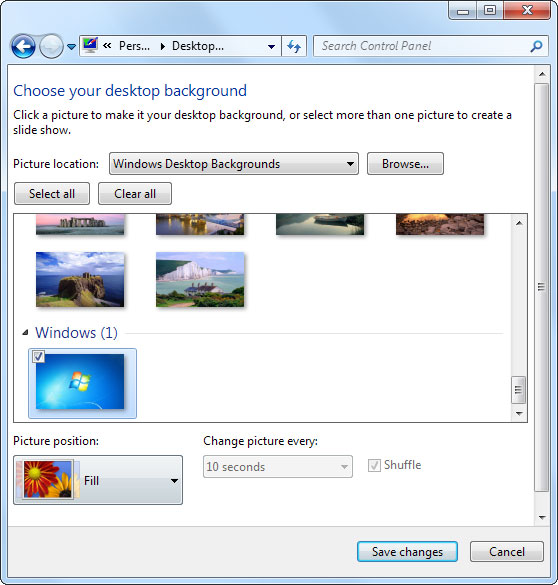 « Pers... ▸ Desktop...
Search Control Panel
Choose your desktop background
Click a picture to make it your desktop background, or select more than one picture to create a
slide show.
Picture location: Windows Desktop Backgrounds Browse...
Select all Clear all
Windows (1)
Picture position: Change picture every:
Fill 10 seconds Shuffle
Save changes Cancel